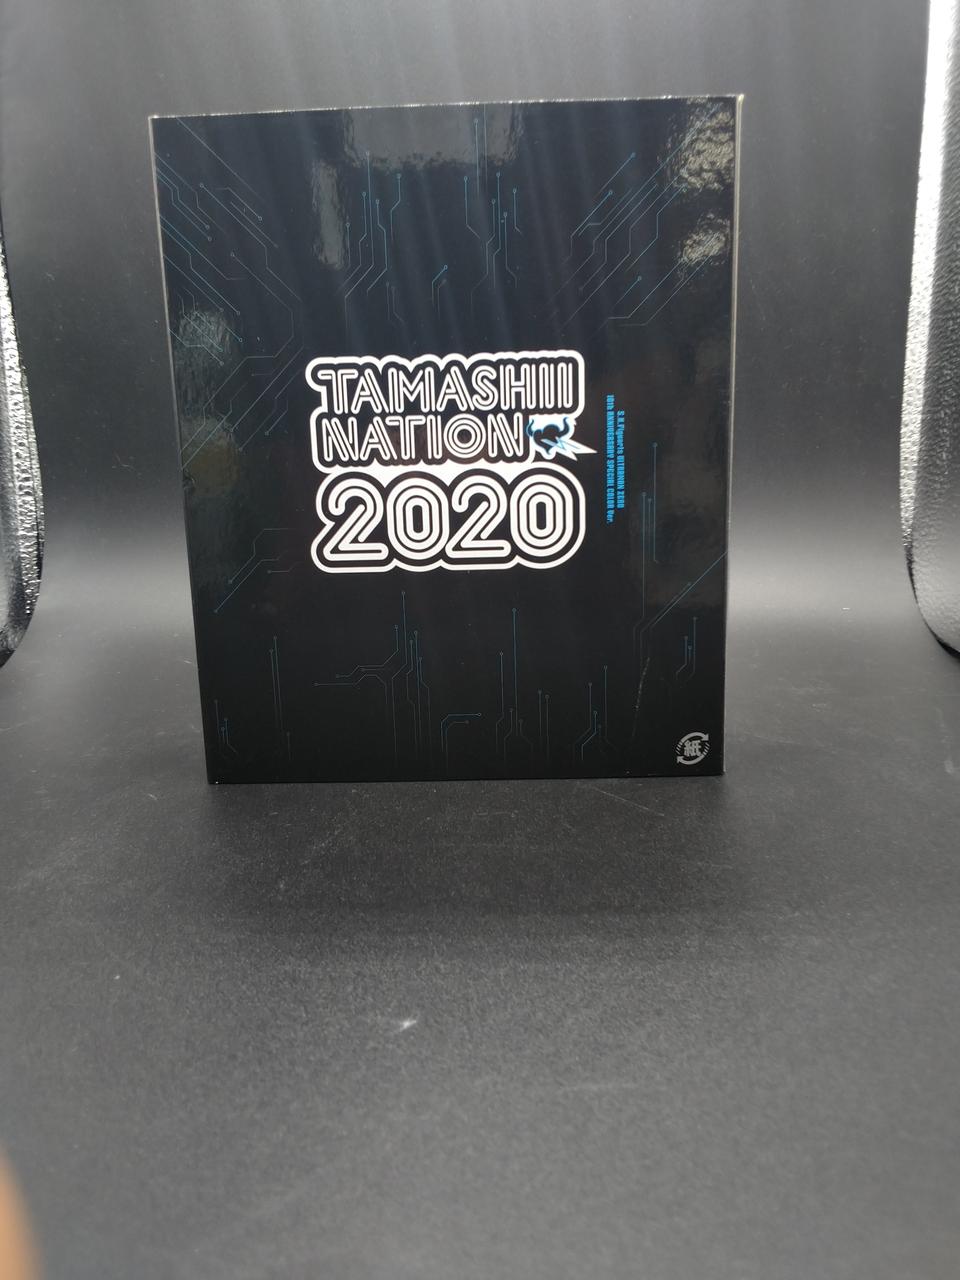 TAMASHII
NATION
2020
S.H.Figuarts ULTRAMAN ZERO
10th ANNIVERSARY SPECIAL COLOR Ver.
紙